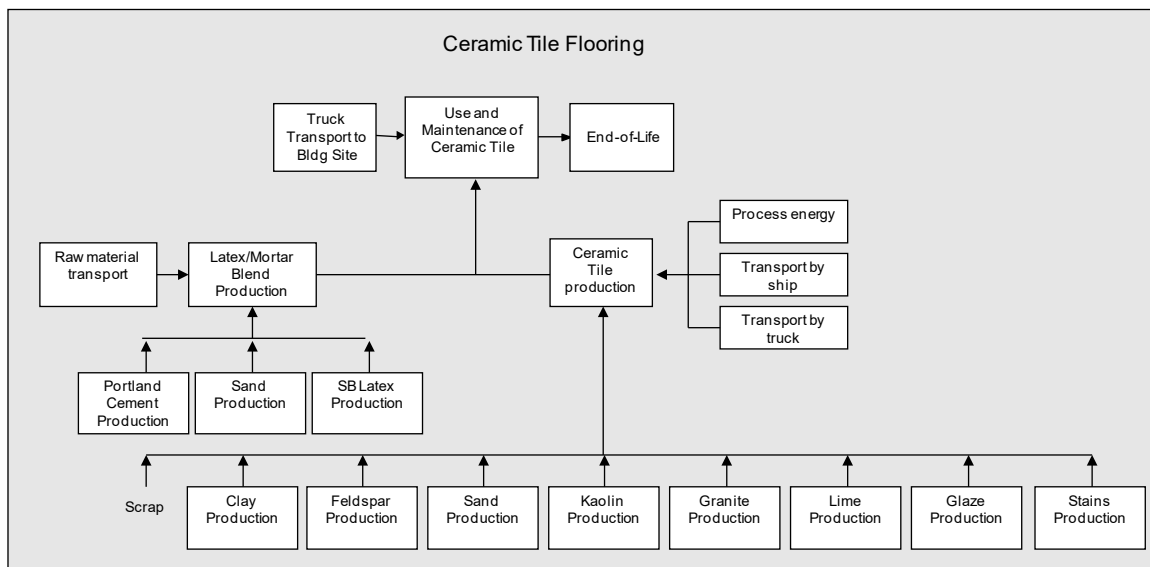 Ceramic Tile Flooring
Truck
Transport to
Bldg Site
Use and
Maintenance of
Ceramic Tile
End-of-Life
Raw material
transport
Latex/Mortar
Blend
Production
Ceramic
Tile
production
Process energy
Transport by
ship
Transport by
truck
Portland
Cement
Production
Sand
Production
SB Latex
Production
Scrap
Clay
Production
Feldspar
Production
Sand
Production
Kaolin
Production
Granite
Production
Lime
Production
Glaze
Production
Stains
Production